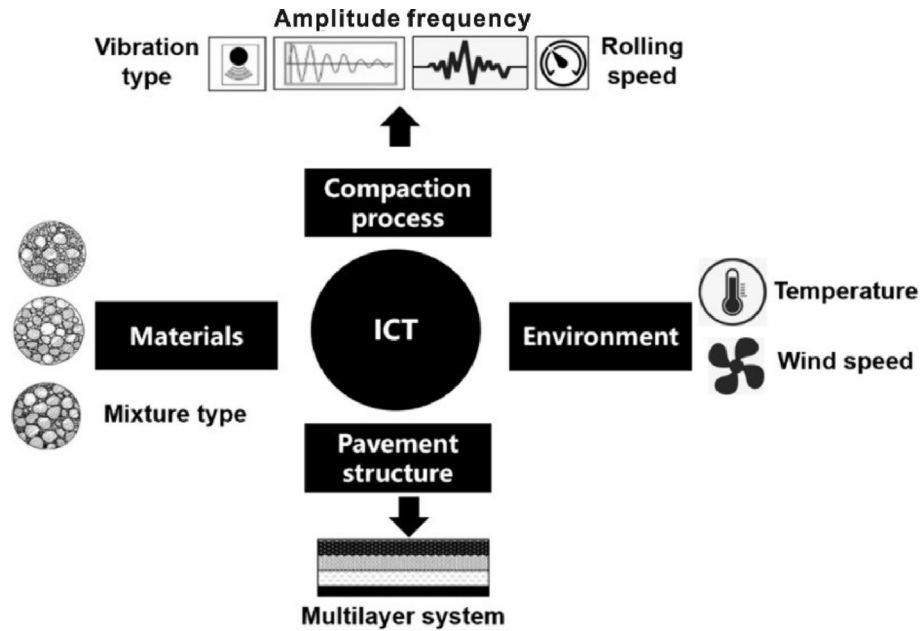 Amplitude frequency
Vibration
type
Rolling
speed
Compaction
process
ICT
Materials
Mixture type
Environment
Temperature
Wind speed
Pavement
structure
Multilayer system